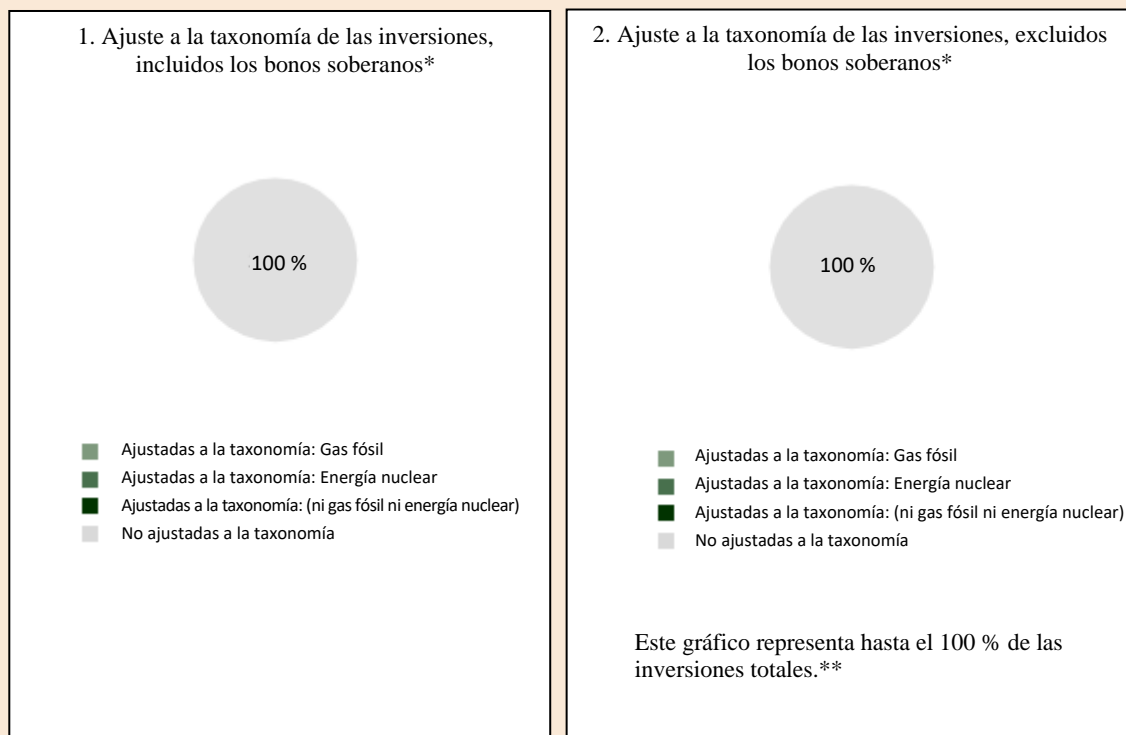 1. Ajuste a la taxonomía de las inversiones,
incluidos los bonos soberanos*
100 %
Ajustadas a la taxonomía: Gas fósil
Ajustadas a la taxonomía: Energía nuclear
Ajustadas a la taxonomía: (ni gas fósil ni energía nuclear)
No ajustadas a la taxonomía
2. Ajuste a la taxonomía de las inversiones, excluidos
los bonos soberanos*
100 %
Ajustadas a la taxonomía: Gas fósil
Ajustadas a la taxonomía: Energía nuclear
Ajustadas a la taxonomía: (ni gas fósil ni energía nuclear)
No ajustadas a la taxonomía
Este gráfico representa hasta el 100 % de las
inversiones totales.**